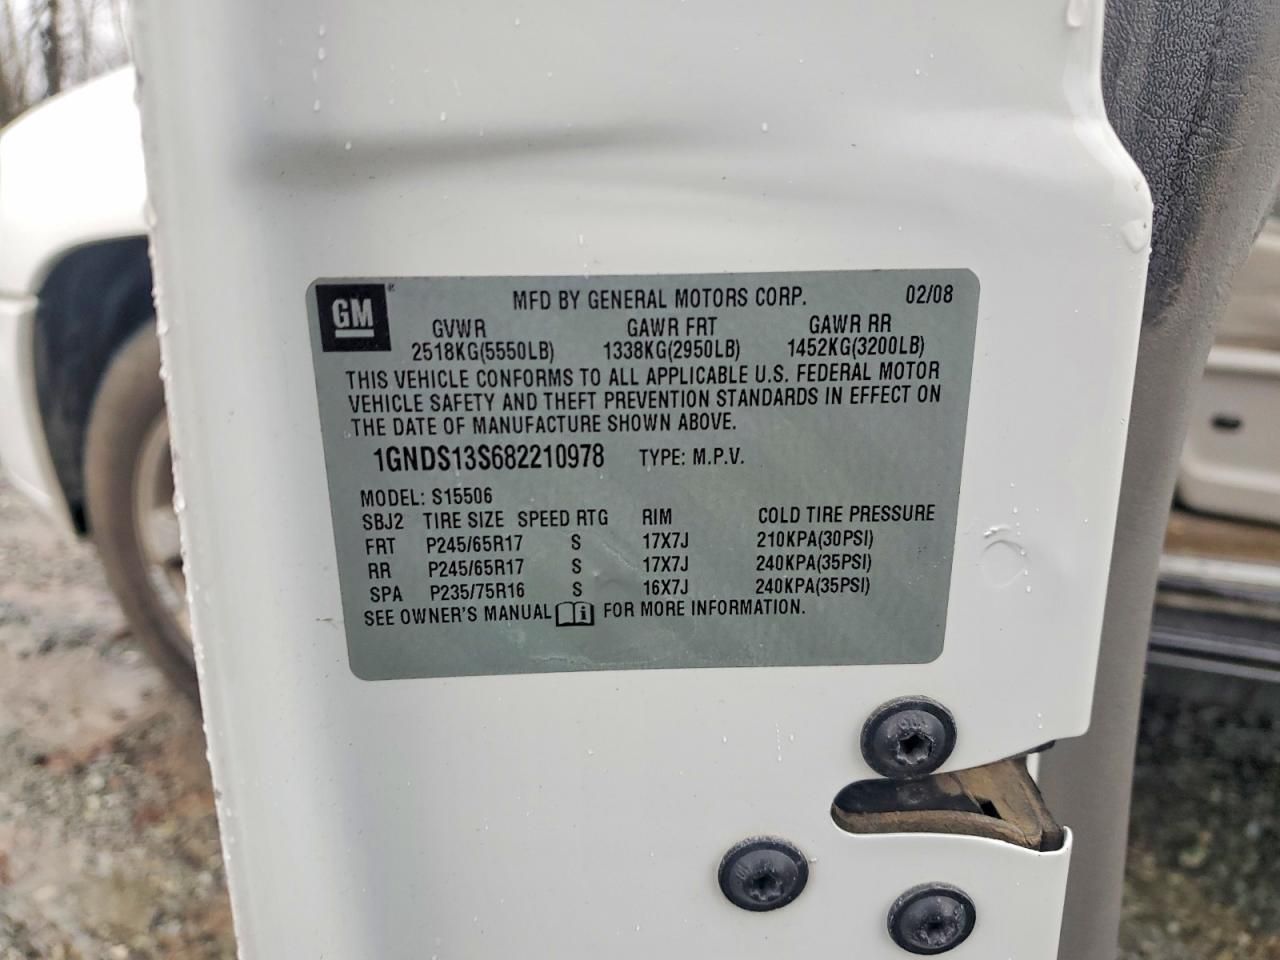 GM
MFD BY GENERAL MOTORS CORP. 02/08
GVWR GAWR FRT GAWR RR
2518KG(5550LB) 1338KG(2950LB) 1452KG(3200LB)
THIS VEHICLE CONFORMS TO ALL APPLICABLE U.S. FEDERAL MOTOR
VEHICLE SAFETY AND THEFT PREVENTION STANDARDS IN EFFECT ON
THE DATE OF MANUFACTURE SHOWN ABOVE.
1GNDS13S682210978 TYPE: M.P.V.
MODEL: S15506
SBJ2 TIRE SIZE SPEED RTG RIM COLD TIRE PRESSURE
FRT P245/65R17 S 17X7J 210KPA(30PSI)
RR P245/65R17 S 17X7J 240KPA(35PSI)
SPA P235/75R16 S 16X7J 240KPA(35PSI)
SEE OWNER'S MANUAL FOR MORE INFORMATION.